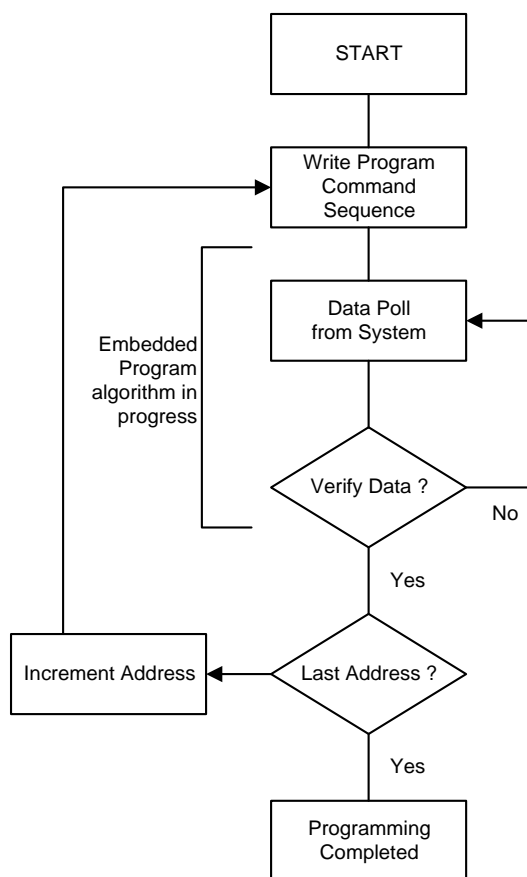 START
Write Program
Command
Sequence
Data Poll
from System
Embedded
Program
algorithm in
progress
Verify Data ?
No
Yes
Increment Address
Last Address ?
Yes
Programming
Completed